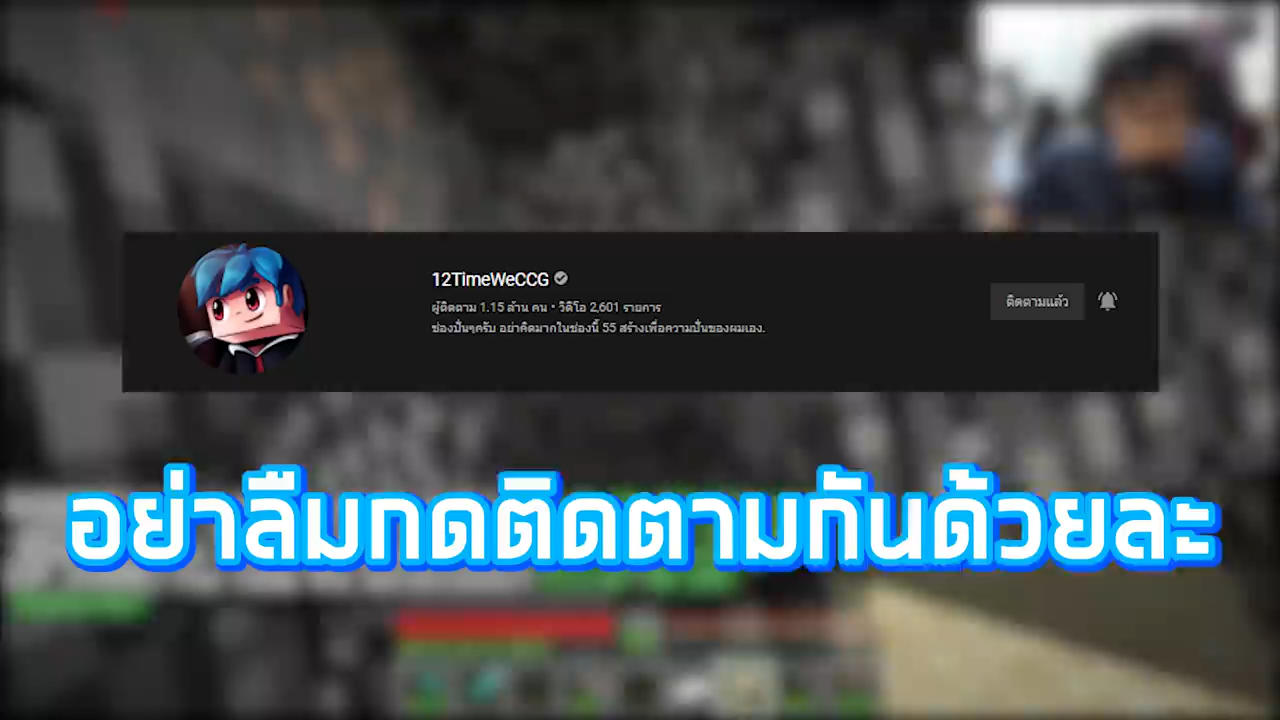 12TimeWeCCG
ผู้ติดตาม 1.15 ล้าน คน • วิดีโอ 2,601 รายการ
ช่องปั่นๆครับ อย่าคิดมากในช่องนี้ 55 สร้างเพื่อความปั่นของผมเอง.
ติดตามแล้ว
อย่าลืมกดติดตามกันด้วยละ